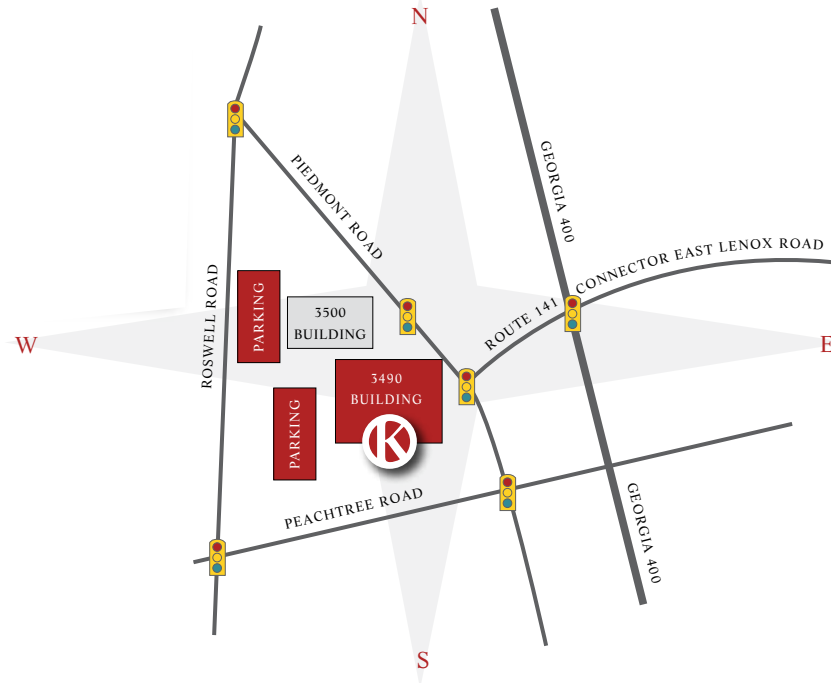 N
GEORGIA 400
PIEDMONT ROAD
CONNECTOR EAST LENOX ROAD
ROSWELL ROAD
PARKING
3500
BUILDING
ROUTE 141
W
E
3490
BUILDING
PARKING
K
PEACHTREE ROAD
GEORGIA 400
S